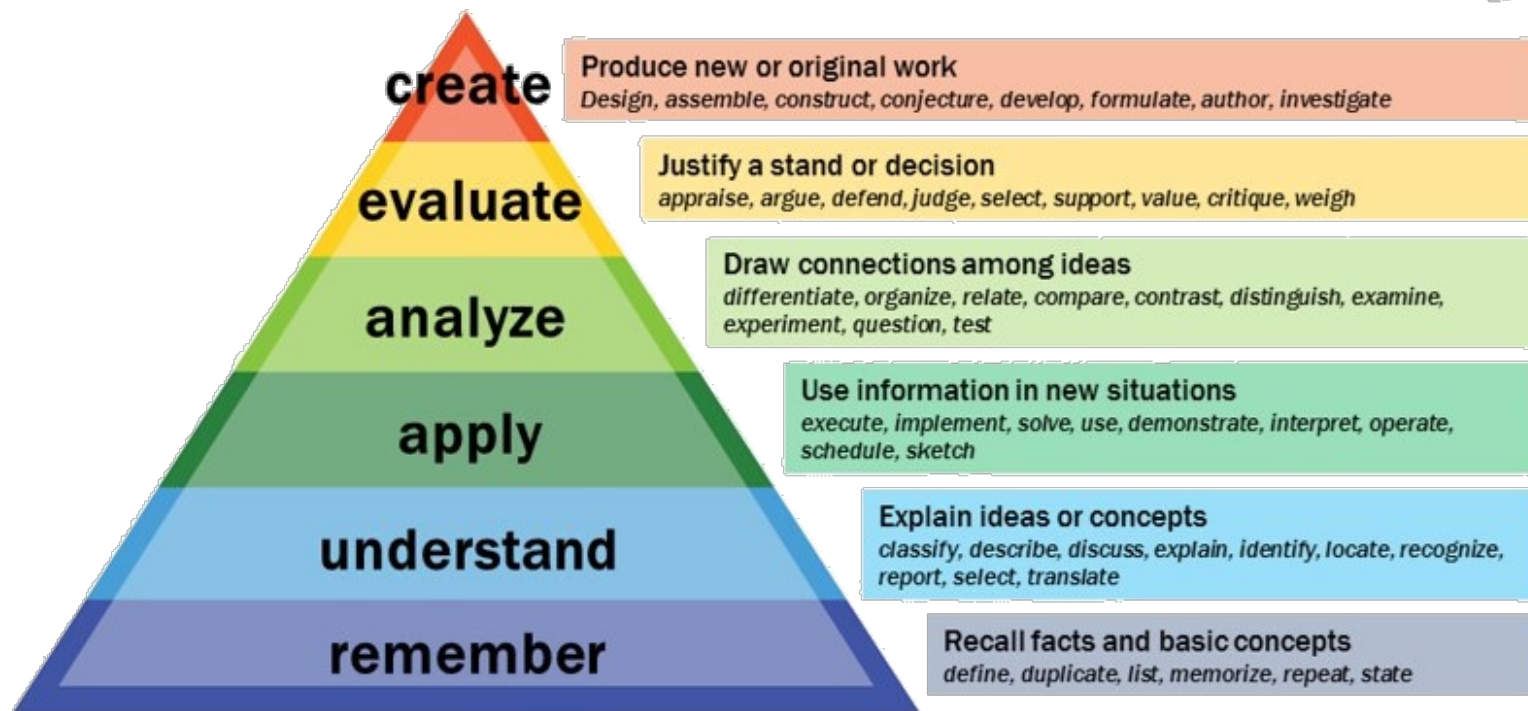 create
Produce new or original work
Design, assemble, construct, conjecture, develop, formulate, author, investigate
evaluate
Justify a stand or decision
appraise, argue, defend, judge, select, support, value, critique, weigh
analyze
Draw connections among ideas
differentiate, organize, relate, compare, contrast, distinguish, examine,
experiment, question, test
apply
Use information in new situations
execute, implement, solve, use, demonstrate, interpret, operate,
schedule, sketch
understand
Explain ideas or concepts
classify, describe, discuss, explain, identify, locate, recognize,
report, select, translate
remember
Recall facts and basic concepts
define, duplicate, list, memorize, repeat, state